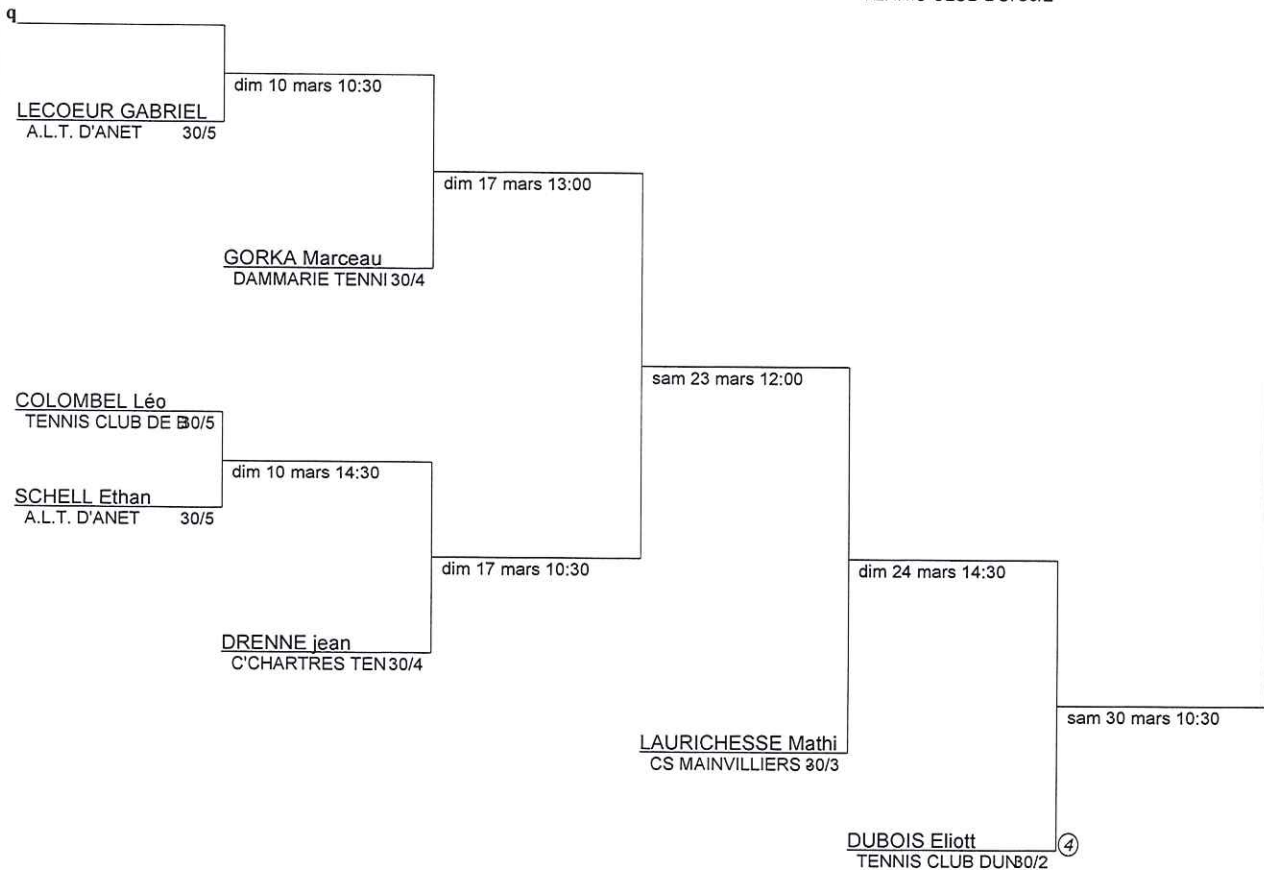 q
dim 10 mars 10:30
LECOEUR GABRIEL
A.L.T. D'ANET 30/5
dim 17 mars 13:00
GORKA Marceau
DAMMARIE TENNI 30/4
sam 23 mars 12:00
COLOMBEL Léo
TENNIS CLUB DE B30/5
dim 10 mars 14:30
SCHELL Ethan
A.L.T. D'ANET 30/5
dim 17 mars 10:30
dim 24 mars 14:30
DRENNE jean
C'CHARTRES TEN 30/4
sam 30 mars 10:30
LAURICHESSE Mathi
CS MAINVILLIERS 30/3
DUBOIS Eliott 4
TENNIS CLUB DUN30/2